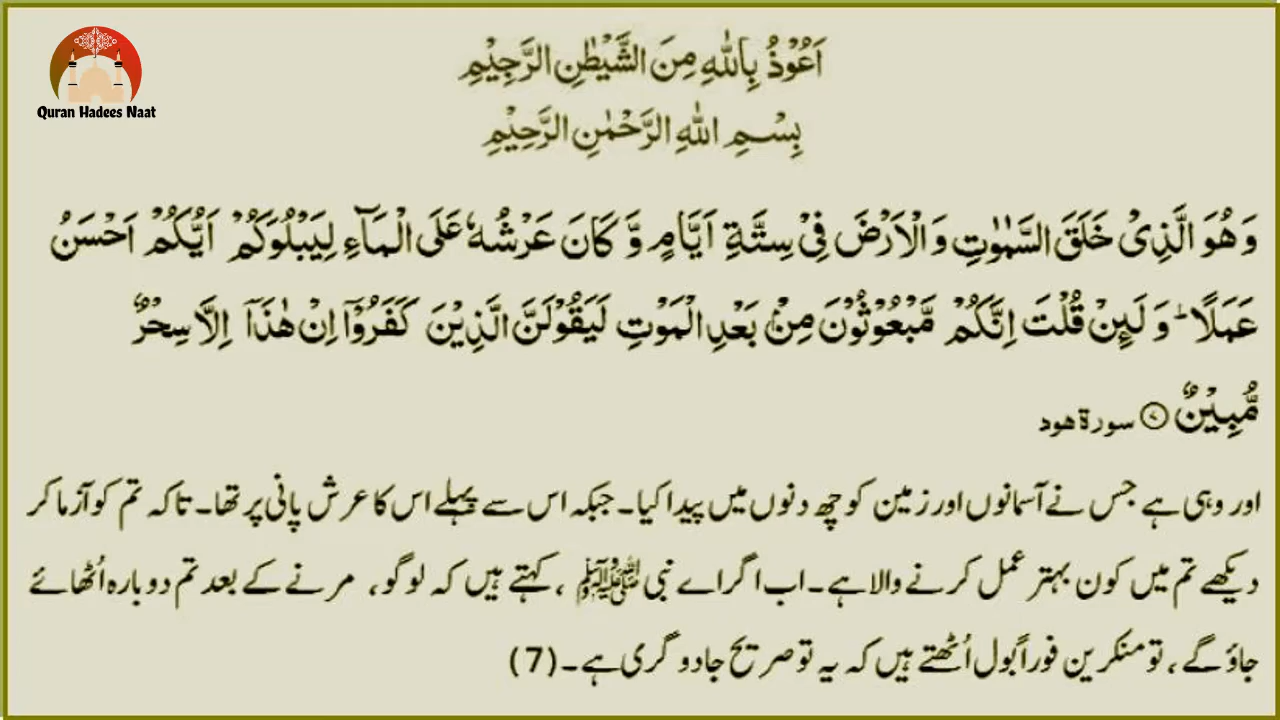 Quran Hadees Naat
اَعُوْذُ بِاللّٰهِ مِنَ الشَّيْطٰنِ الرَّجِيْمِ
بِسْمِ اللّٰهِ الرَّحْمٰنِ الرَّحِيْمِ
وَ هُوَ الَّذِیْ خَلَقَ السَّمٰوٰتِ وَ الْاَرْضَ فِیْ سِتَّةِ اَیَّامٍ وَّ كَانَ عَرْشُهٗ عَلَى الْمَآءِ لِیَبْلُوَكُمْ اَیُّكُمْ اَحْسَنُ
عَمَلًا ؕ وَ لَىِٕنْ قُلْتَ اِنَّكُمْ مَّبْعُوْثُوْنَ مِنْۢ بَعْدِ الْمَوْتِ لَیَقُوْلَنَّ الَّذِیْنَ كَفَرُوْۤا اِنْ هٰذَاۤ اِلَّا سِحْرٌ
مُّبِیْنٌ ۝۷ سورۃ ھود
اور وہی ہے جس نے آسمانوں اور زمین کو چھ دنوں میں پیدا کیا۔ جبکہ اس سے پہلے اس کا عرش پانی پر تھا۔ تاکہ تم کو آزما کر
دیکھے تم میں کون بہتر عمل کرنے والا ہے۔ اب اگر اے نبی ﷺ ، کہتے ہیں کہ لوگو، مرنے کے بعد تم دوبارہ اُٹھائے
جاؤ گے، تو منکرین فوراً بول اُٹھتے ہیں کہ یہ تو صریح جادو گری ہے۔ (7)